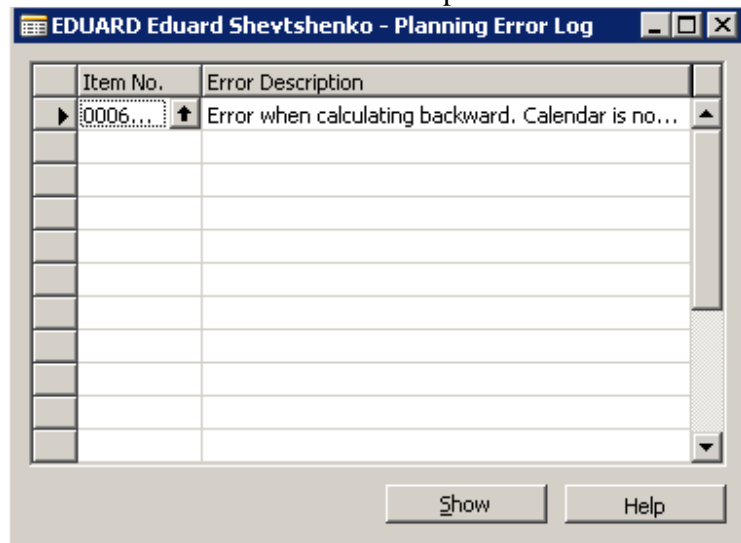 EDUARD Eduard Shevtshenko - Planning Error Log
Item No. Error Description
0006... Error when calculating backward. Calendar is no...
Show Help